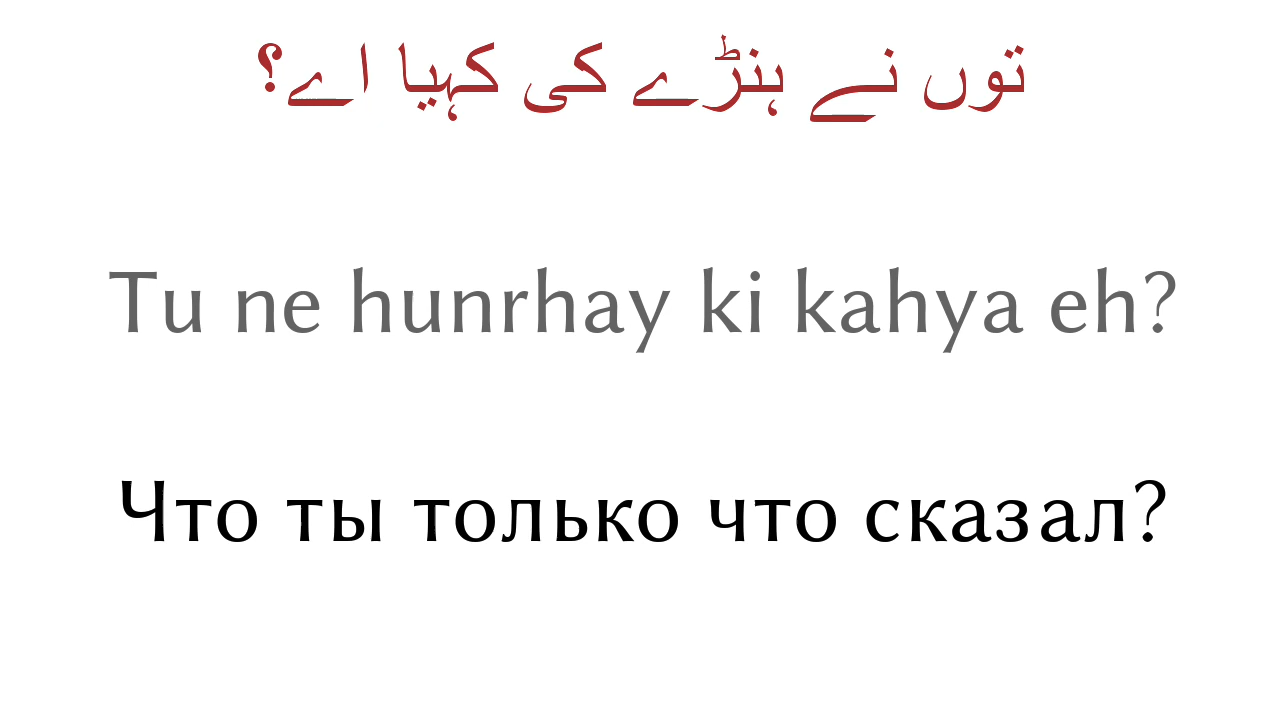 توں نے ہنڑے کی کہیا اے؟
Tu ne hunrhay ki kahya eh?
Что ты только что сказал?